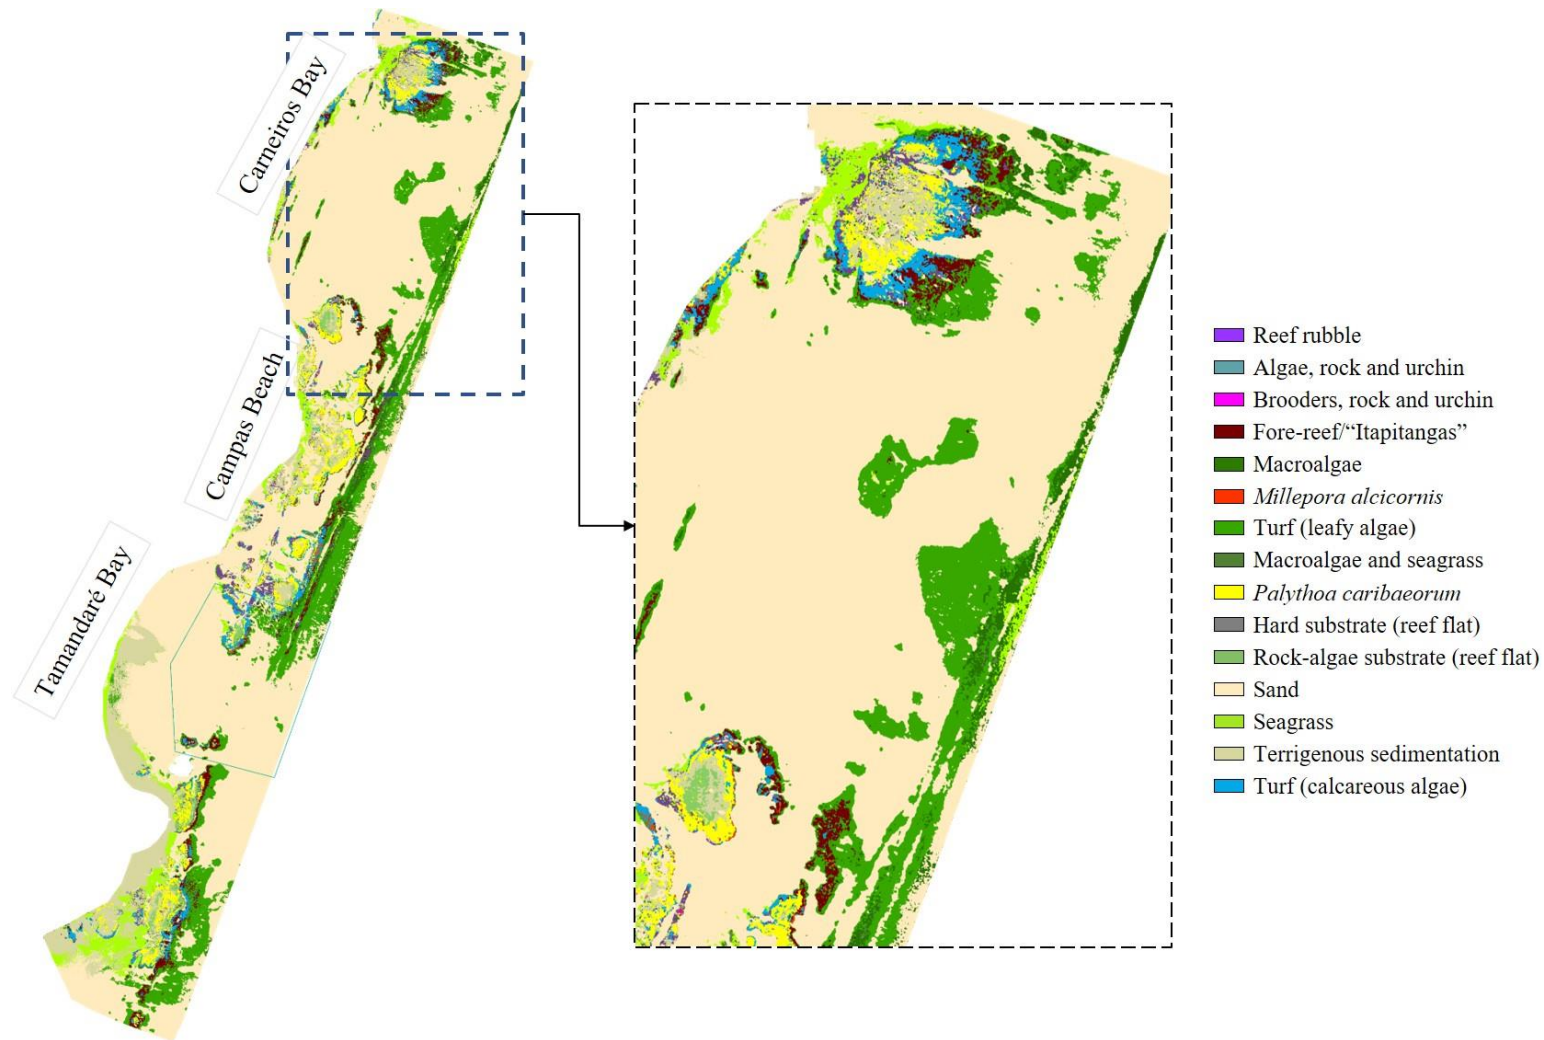 Carneiros Bay
Campas Beach
Tamandaré Bay
Reef rubble
Algae, rock and urchin
Brooders, rock and urchin
Fore-reef/“Itapitangas”
Macroalgae
Millepora alcicornis
Turf (leafy algae)
Macroalgae and seagrass
Palythoa caribaeorum
Hard substrate (reef flat)
Rock-algae substrate (reef flat)
Sand
Seagrass
Terrigenous sedimentation
Turf (calcareous algae)